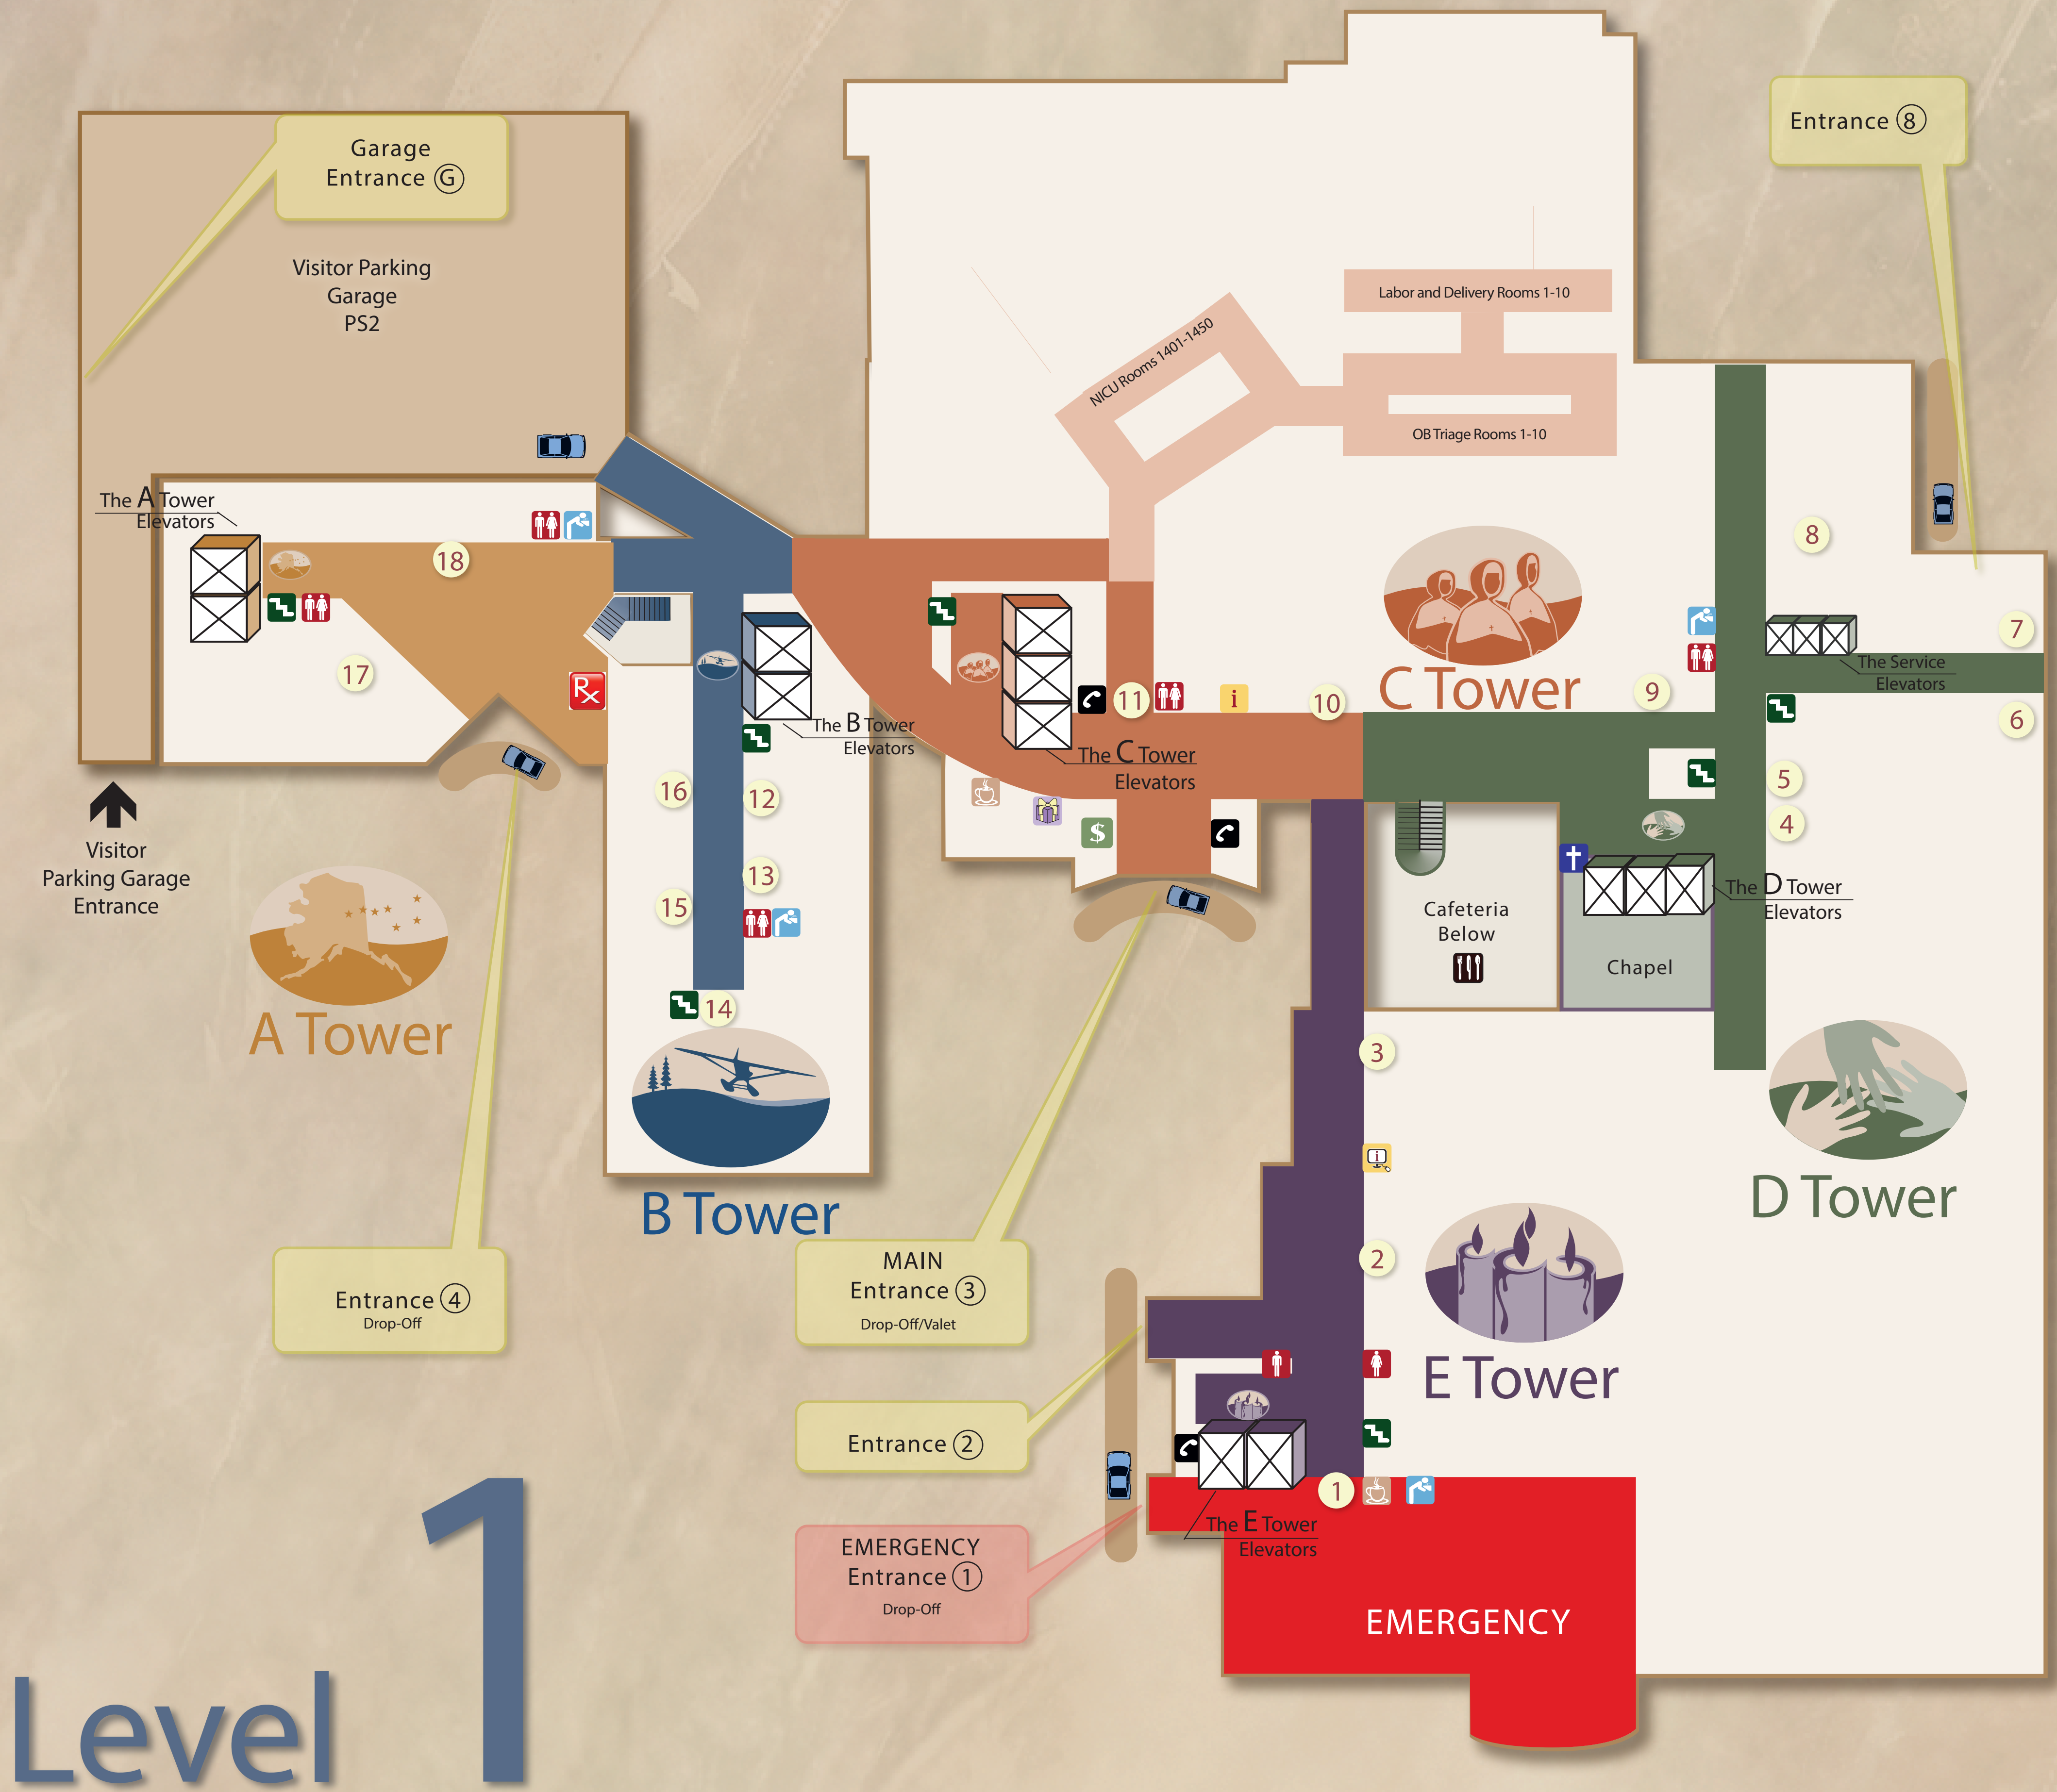 Garage
Entrance G
Visitor Parking
Garage
PS2
Entrance 8
Labor and Delivery Rooms 1-10
NICU Rooms 1401-1450
OB Triage Rooms 1-10
The A Tower
Elevators
18
17
Rx
8
7
The Service
Elevators
6
9
C Tower
10
i
11
The B Tower
Elevators
The C Tower
Elevators
16
12
13
15
14
$
5
4
The D Tower
Elevators
Cafeteria
Below
Chapel
Visitor
Parking Garage
Entrance
A Tower
B Tower
3
i
2
D Tower
E Tower
Entrance 4
Drop-Off
MAIN
Entrance 3
Drop-Off/Valet
Entrance 2
1
The E Tower
Elevators
EMERGENCY
Entrance 1
Drop-Off
EMERGENCY
Level 1